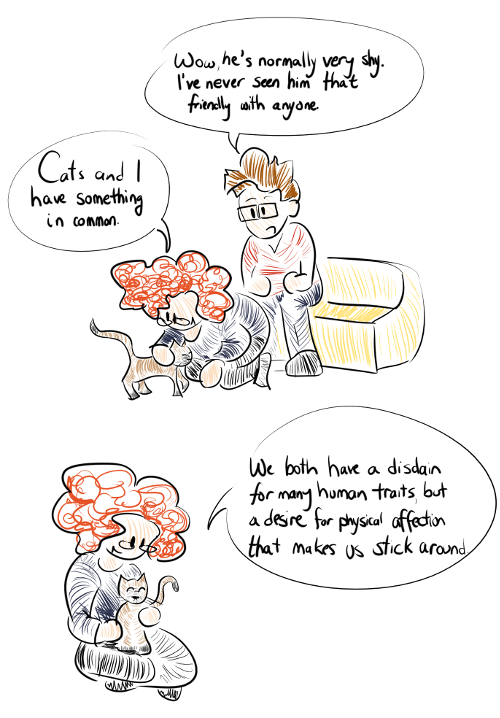 Wow, he's normally very shy.
I've never seen him that
friendly with anyone.
Cats and I
have something
in common.
We both have a disdain
for many human traits, but
a desire for physical affection
that makes us stick around.